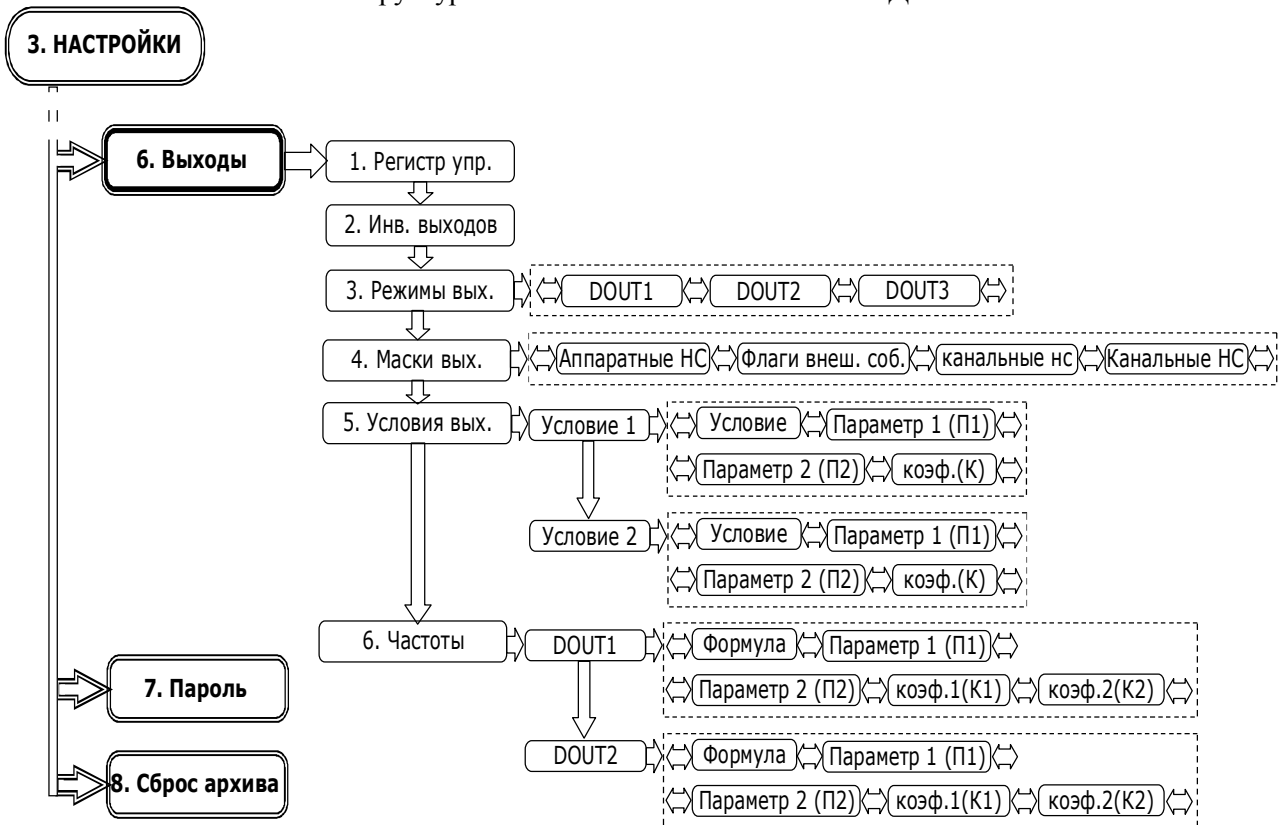 3. НАСТРОЙКИ
6. Выходы
1. Регистр упр.
2. Инв. выходов
3. Режимы вых.
DOUT1 DOUT2 DOUT3
4. Маски вых.
Аппаратные НС Флаги внеш. соб. канальные нс Канальные НС
5. Условия вых.
Условие 1
Условие Параметр 1 (П1)
Параметр 2 (П2) коэф.(К)
Условие 2
Условие Параметр 1 (П1)
Параметр 2 (П2) коэф.(К)
6. Частоты
DOUT1
Формула Параметр 1 (П1)
Параметр 2 (П2) коэф.1(К1) коэф.2(К2)
DOUT2
Формула Параметр 1 (П1)
Параметр 2 (П2) коэф.1(К1) коэф.2(К2)
7. Пароль
8. Сброс архива